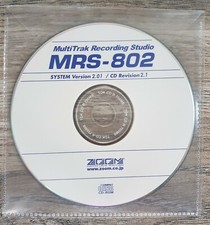 MultiTrak Recording Studio
MRS-802
SYSTEM Version 2.01 / CD Revision 2.1
ZOOM
www.zoom.co.jp